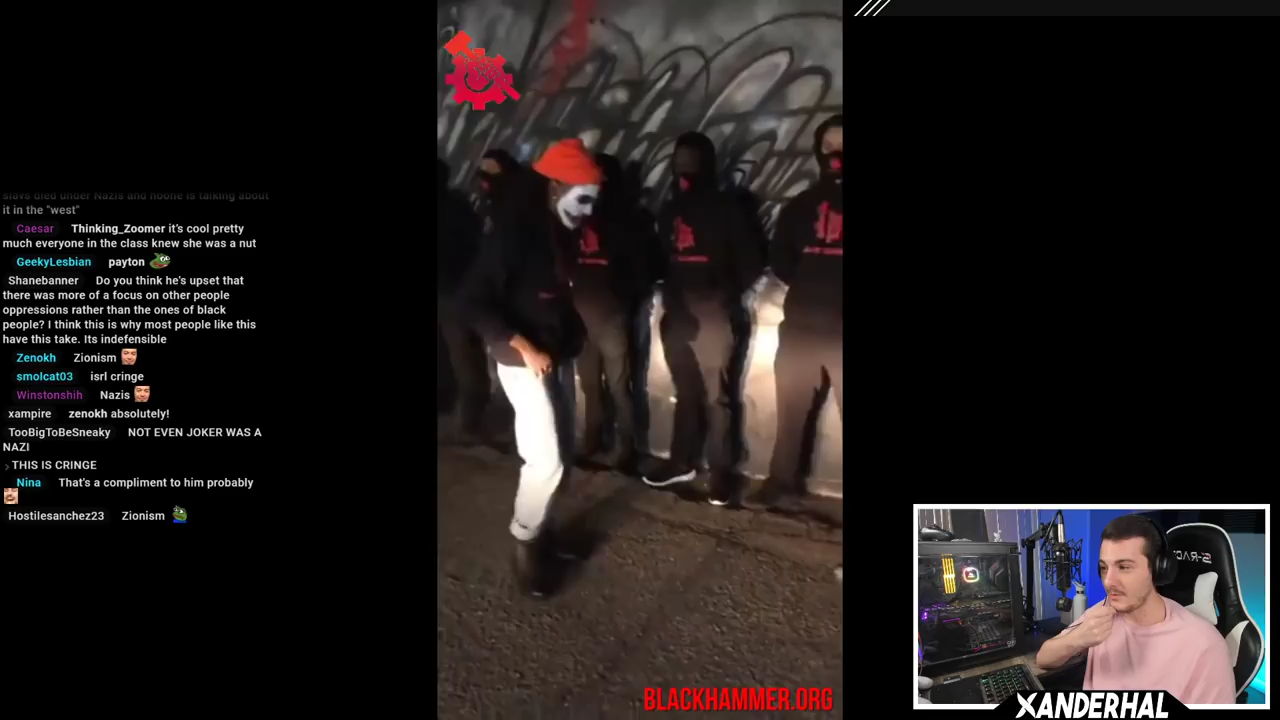 slavs died under Nazis and noone is talking about
it in the "west"
Caesar Thinking_Zoomer it's cool pretty
much everyone in the class knew she was a nut
GeekyLesbian payton
Shanebanner Do you think he's upset that
there was more of a focus on other people
oppressions rather than the ones of black
people? I think this is why most people like this
have this take. Its indefensible
Zenokh Zionism
smolcat03 isrl cringe
Winstonshih Nazis
xampire zenokh absolutely!
TooBigToBeSneaky NOT EVEN JOKER WAS A
NAZI
THIS IS CRINGE
Nina That's a compliment to him probably
Hostilesanchez23 Zionism
BLACKHAMMER.ORG
XANDERHAL